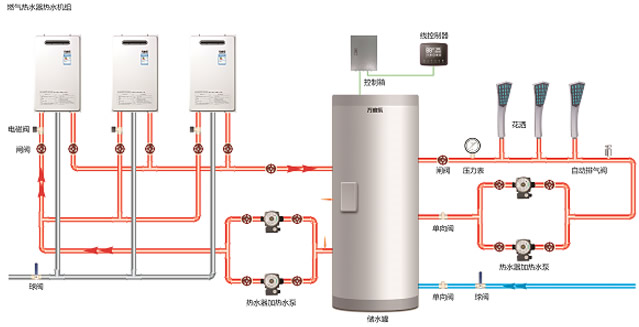 燃气热水器热水机组
线控制器
控制箱
电磁阀
闸阀
花洒
闸阀
压力表
自动排气阀
单向阀
热水器加热水泵
球阀
热水器加热水泵
单向阀
球阀
储水罐